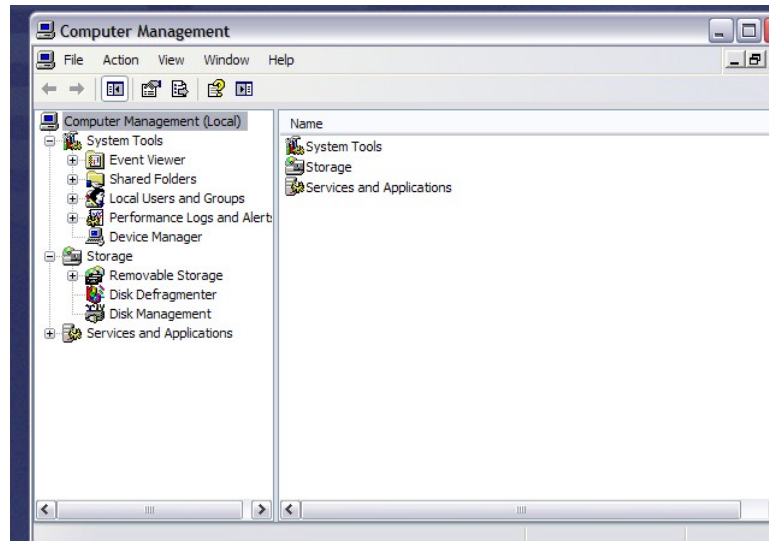 Computer Management
File Action View Window Help
Computer Management (Local)
System Tools
Event Viewer
Shared Folders
Local Users and Groups
Performance Logs and Alert
Device Manager
Storage
Removable Storage
Disk Defragmenter
Disk Management
Services and Applications
Name
System Tools
Storage
Services and Applications